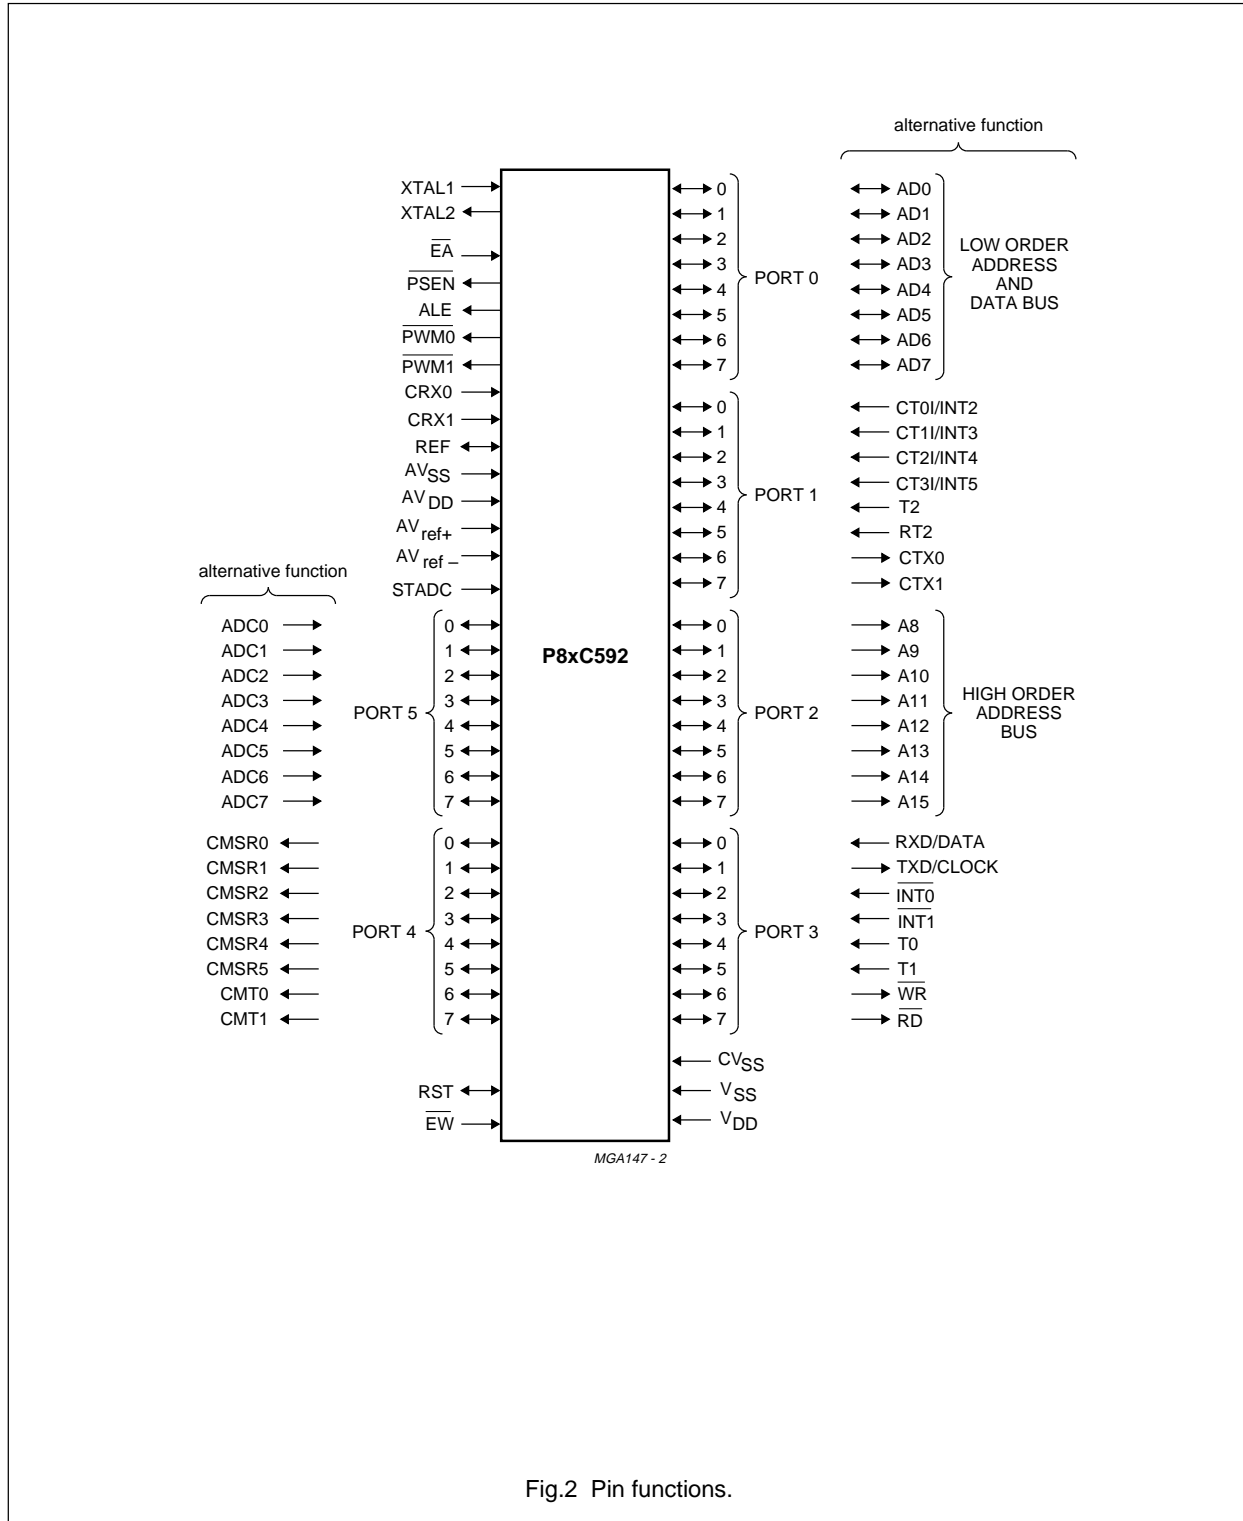 alternative function
XTAL1 0 AD0
XTAL2 1 AD1
EA 2 AD2
PSEN 3 AD3
ALE 4 AD4
PWM0 5 AD5
PWM1 6 AD6
7 AD7
PORT 0
LOW ORDER
ADDRESS
AND
DATA BUS
CRX0 0 CT0I/INT2
CRX1 1 CT1I/INT3
REF 2 CT2I/INT4
AVSS 3 CT3I/INT5
AVDD 4 T2
AVref+ 5 RT2
AVref – 6 CTX0
STADC 7 CTX1
PORT 1
alternative function
ADC0 0
ADC1 1
ADC2 2
ADC3 3
ADC4 4
ADC5 5
ADC6 6
ADC7 7
PORT 5
P8xC592
0 A8
1 A9
2 A10
3 A11
4 A12
5 A13
6 A14
7 A15
PORT 2
HIGH ORDER
ADDRESS
BUS
CMSR0 0
CMSR1 1
CMSR2 2
CMSR3 3
CMSR4 4
CMSR5 5
CMT0 6
CMT1 7
PORT 4
0 RXD/DATA
1 TXD/CLOCK
2 INT0
3 INT1
4 T0
5 T1
6 WR
7 RD
PORT 3
RST
EW
CVSS
VSS
VDD
MGA147 - 2
Fig.2 Pin functions.